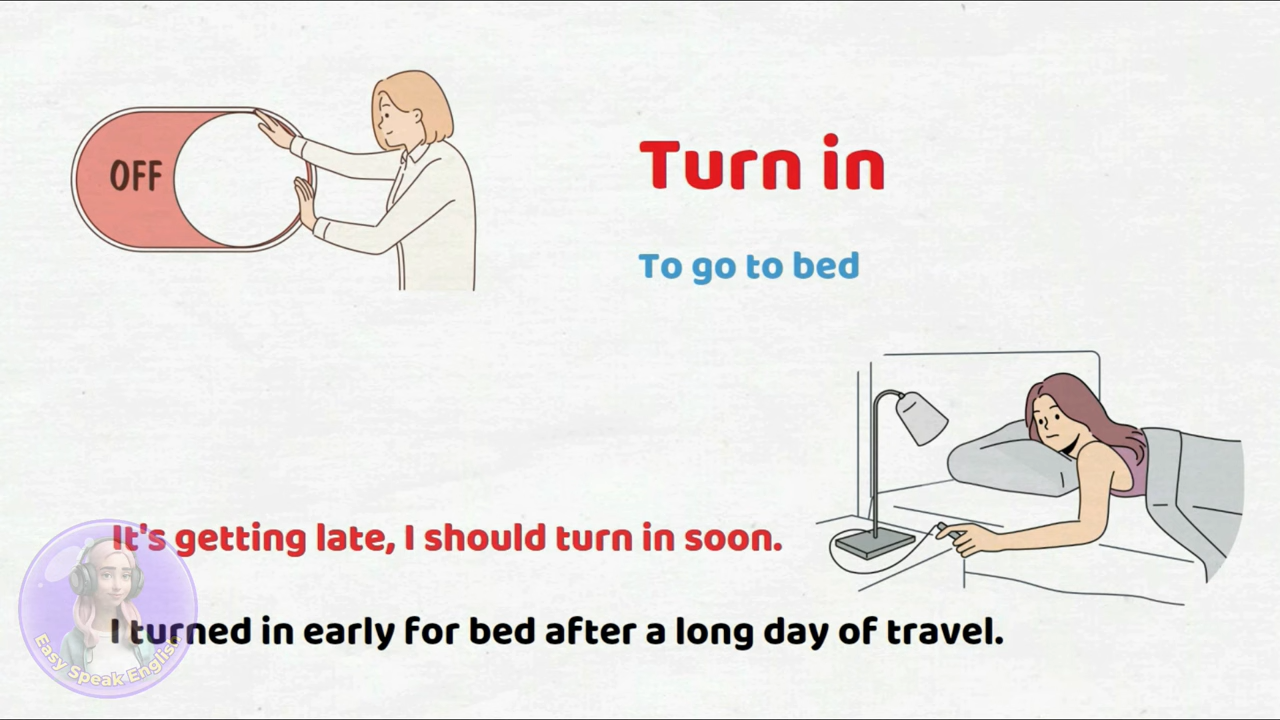 OFF
Turn in
To go to bed
It's getting late, I should turn in soon.
I turned in early for bed after a long day of travel.
Easy Speak English